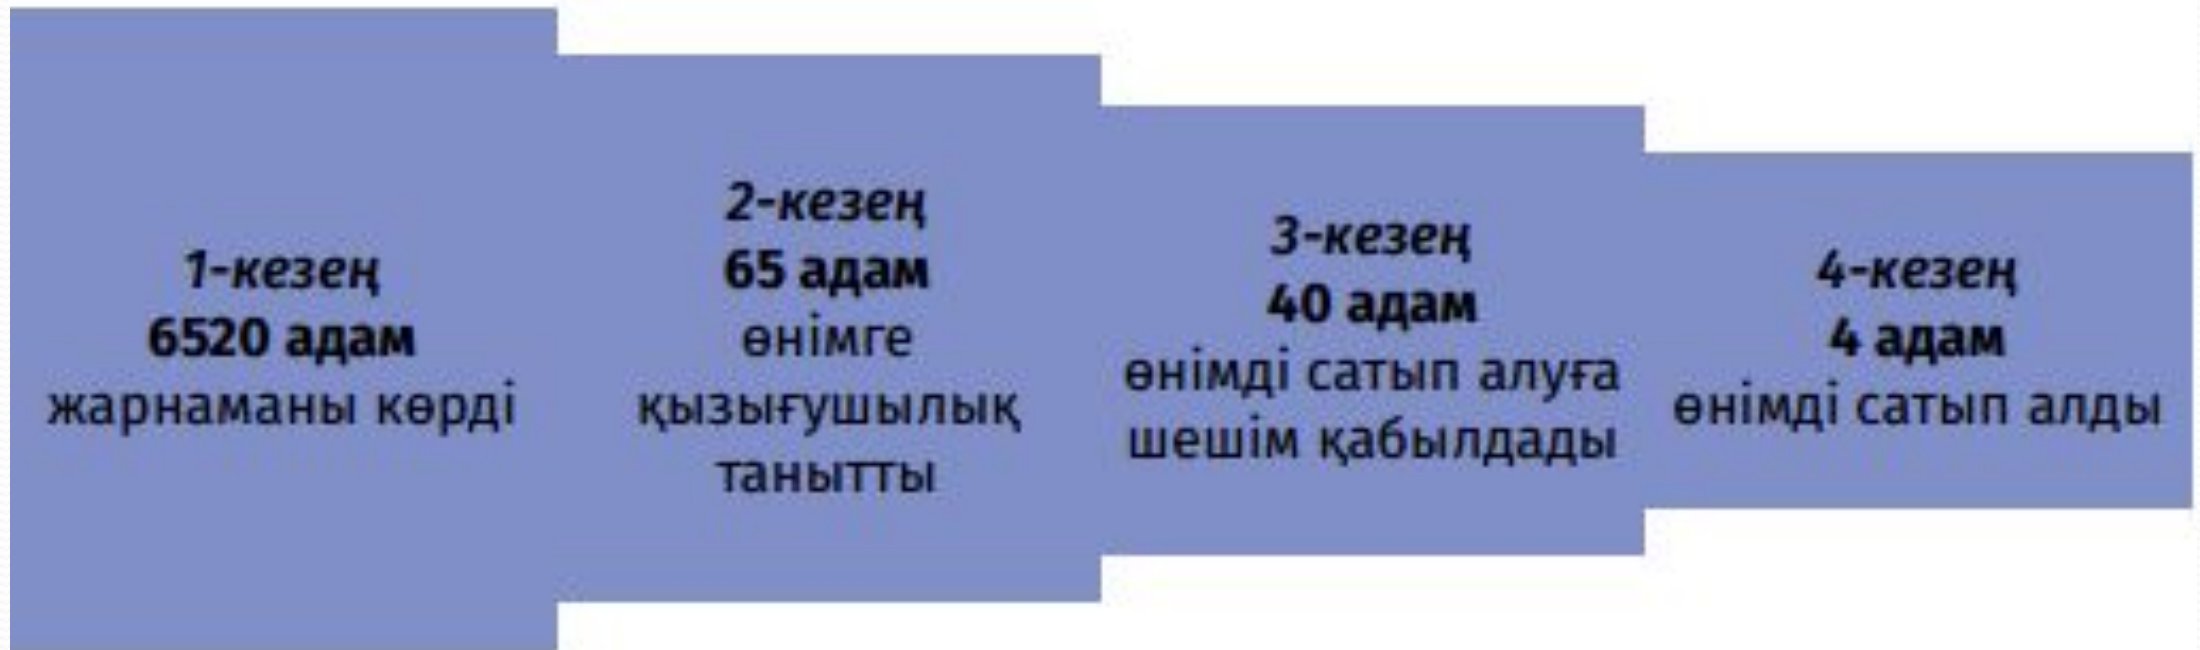 1-кезең
6520 адам
жарнаманы көрді
2-кезең
65 адам
өнімге
қызығушылық
танытты
3-кезең
40 адам
өнімді сатып алуға
шешім қабылдады
4-кезең
4 адам
өнімді сатып алды